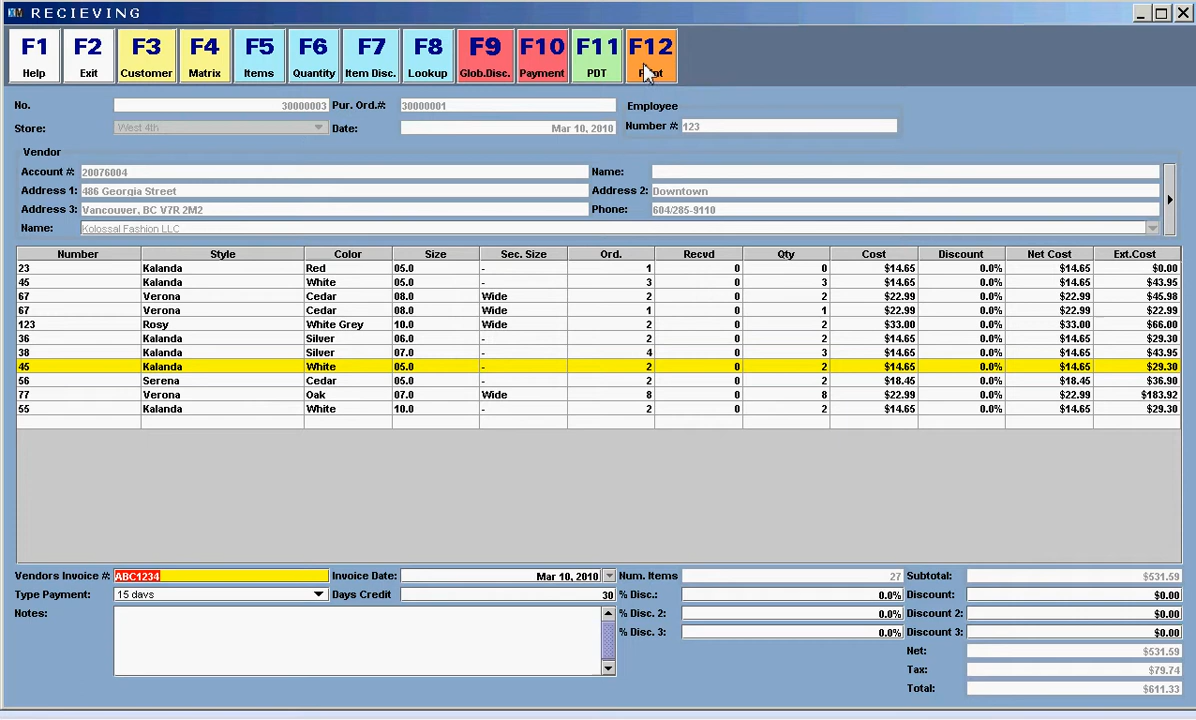 RECIEVING
F1 F2 F3 F4 F5 F6 F7 F8 F9 F10 F11 F12
Help Exit Customer Matrix Items Quantity Item Disc. Lookup Glob.Disc. Payment PDT
No. 30000003 Pur. Ord.#: 30000001 Employee
Store: West 4th Date: Mar 10, 2010 Number #: 123
Vendor
Account #: 20076004 Name:
Address 1: 486 Georgia Street Address 2: Downtown
Address 3: Vancouver, BC V7R 2M2 Phone: 604/285-9110
Name: Kolossal Fashion LLC
Number Style Color Size Sec. Size Ord. Recvd Qty Cost Discount Net Cost Ext.Cost
23 Kalanda Red 05.0 - 1 0 0 $14.65 0.0% $14.65 $0.00
45 Kalanda White 05.0 - 3 0 3 $14.65 0.0% $14.65 $43.95
67 Verona Cedar 08.0 Wide 2 0 2 $22.99 0.0% $22.99 $45.98
67 Verona Cedar 08.0 Wide 1 0 1 $22.99 0.0% $22.99 $22.99
123 Rosy White Grey 10.0 Wide 2 0 2 $33.00 0.0% $33.00 $66.00
36 Kalanda Silver 06.0 - 2 0 2 $14.65 0.0% $14.65 $29.30
38 Kalanda Silver 07.0 - 4 0 3 $14.65 0.0% $14.65 $43.95
45 Kalanda White 05.0 - 2 0 2 $14.65 0.0% $14.65 $29.30
56 Serena Cedar 05.0 - 2 0 2 $18.45 0.0% $18.45 $36.90
77 Verona Oak 07.0 Wide 8 0 8 $22.99 0.0% $22.99 $183.92
55 Kalanda White 10.0 - 2 0 2 $14.65 0.0% $14.65 $29.30
Vendors Invoice #: ABC1234 Invoice Date: Mar 10, 2010 Num. Items 27 Subtotal: $531.59
Type Payment: 15 days Days Credit 30 % Disc.: 0.0% Discount: $0.00
Notes: % Disc. 2: 0.0% Discount 2: $0.00
% Disc. 3: 0.0% Discount 3: $0.00
Net: $531.59
Tax: $79.74
Total: $611.33